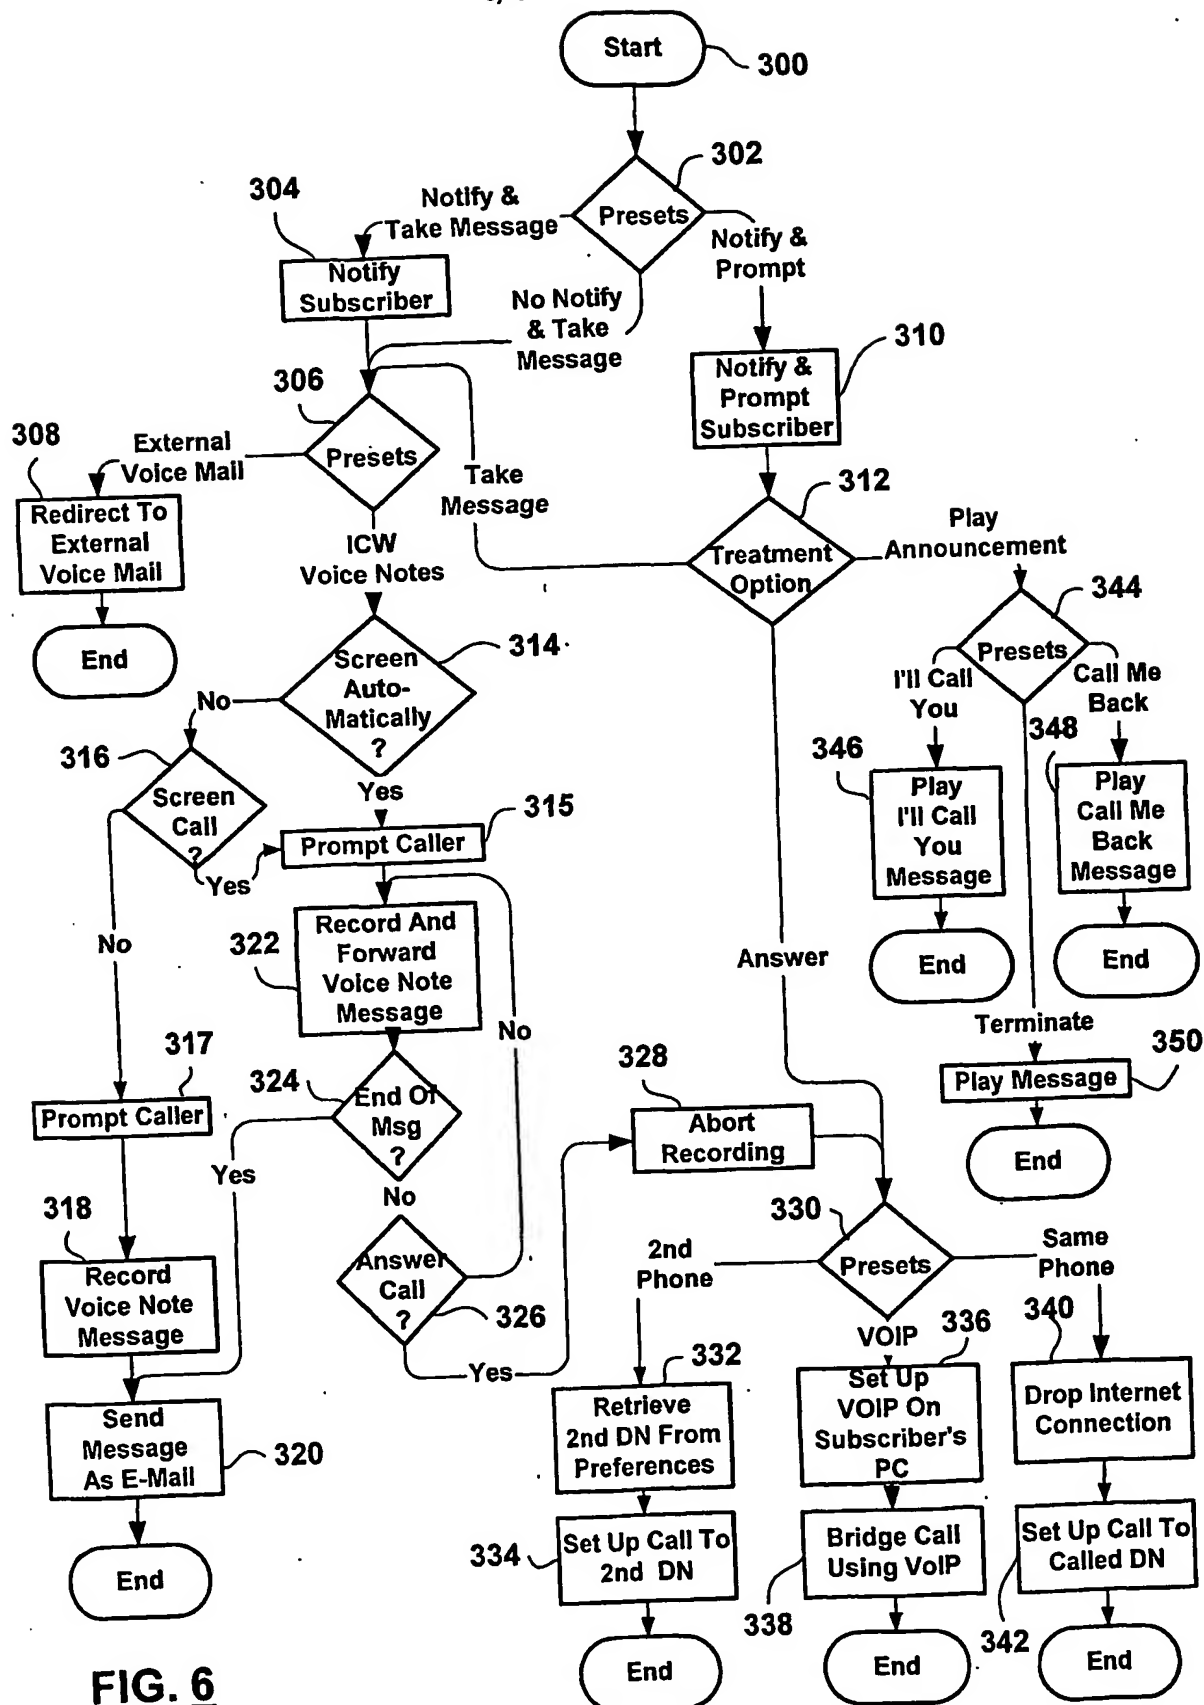 Start
300
302
Presets
304
Notify &
Take Message
Notify &
Prompt
Notify
Subscriber
No Notify
& Take
Message
310
Notify &
Prompt
Subscriber
306
Presets
308
External
Voice Mail
Redirect To
External
Voice Mail
End
Take
Message
312
Treatment
Option
Play
Announcement
ICW
Voice Notes
344
Presets
I'll Call
You
Call Me
Back
314
Screen
Auto-
Matically
?
No
316
Screen
Call
?
Yes
Yes
315
Prompt Caller
346
Play
I'll Call
You
Message
End
348
Play
Call Me
Back
Message
End
No
322
Record And
Forward
Voice Note
Message
No
Answer
Terminate
350
Play Message
End
317
Prompt Caller
324
End Of
Msg
?
Yes
No
328
Abort
Recording
318
Record
Voice Note
Message
Answer
Call
?
326
Yes
330
Presets
2nd
Phone
VOIP
Same
Phone
320
Send
Message
As E-Mail
End
332
Retrieve
2nd DN From
Preferences
334
Set Up Call To
2nd DN
End
336
Set Up
VOIP On
Subscriber's
PC
338
Bridge Call
Using VoIP
End
340
Drop Internet
Connection
342
Set Up Call To
Called DN
End
FIG. 6